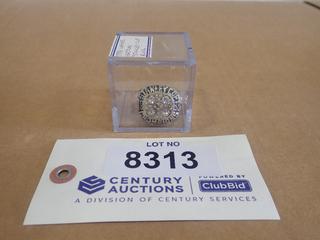 LOT NO
8313
CENTURY
AUCTIONS
POWERED BY
ClubBid
A DIVISION OF CENTURY SERVICES